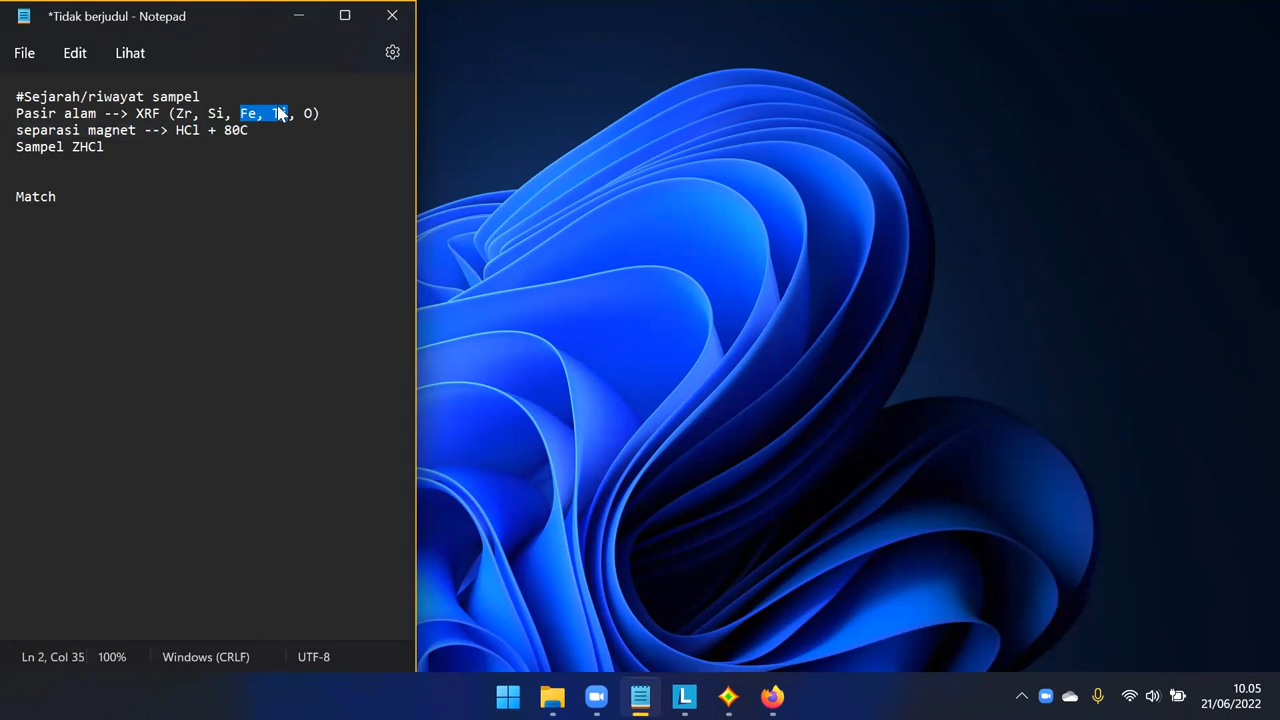 *Tidak berjudul - Notepad
File Edit Lihat
#Sejarah/riwayat sampel
Pasir alam --> XRF (Zr, Si, Fe, Ti, O)
separasi magnet --> HCl + 80C
Sampel ZHCl
Match
Ln 2, Col 35 100% Windows (CRLF) UTF-8
L
10.05
21/06/2022